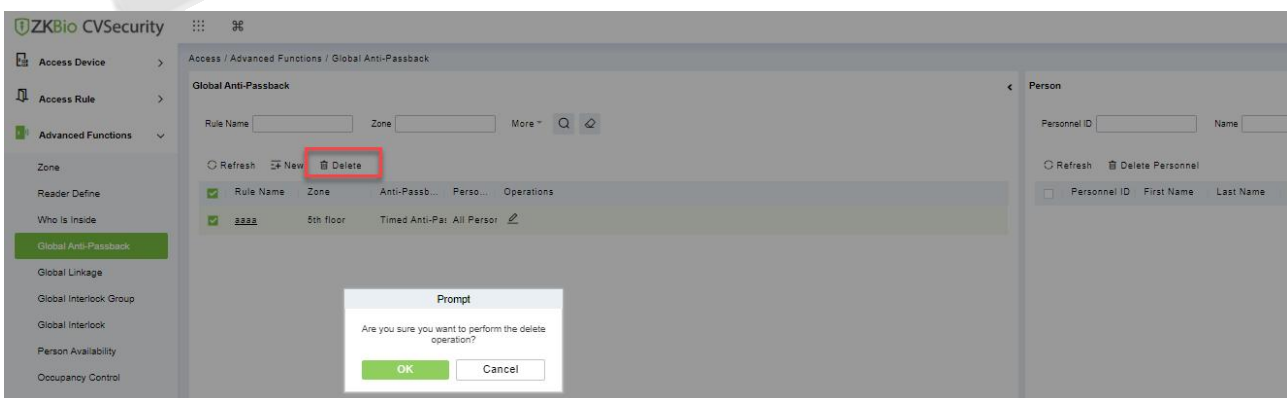 ZKBio CVSecurity
Access Device
Access Rule
Advanced Functions
Zone
Reader Define
Who Is Inside
Global Anti-Passback
Global Linkage
Global Interlock Group
Global Interlock
Person Availability
Occupancy Control
Access / Advanced Functions / Global Anti-Passback
Global Anti-Passback
Rule Name Zone More
Refresh New Delete
Rule Name Zone Anti-Passb... Perso... Operations
aaaa 5th floor Timed Anti-Pas All Person
Prompt
Are you sure you want to perform the delete
operation?
OK Cancel
Person
Personnel ID Name
Refresh Delete Personnel
Personnel ID First Name Last Name